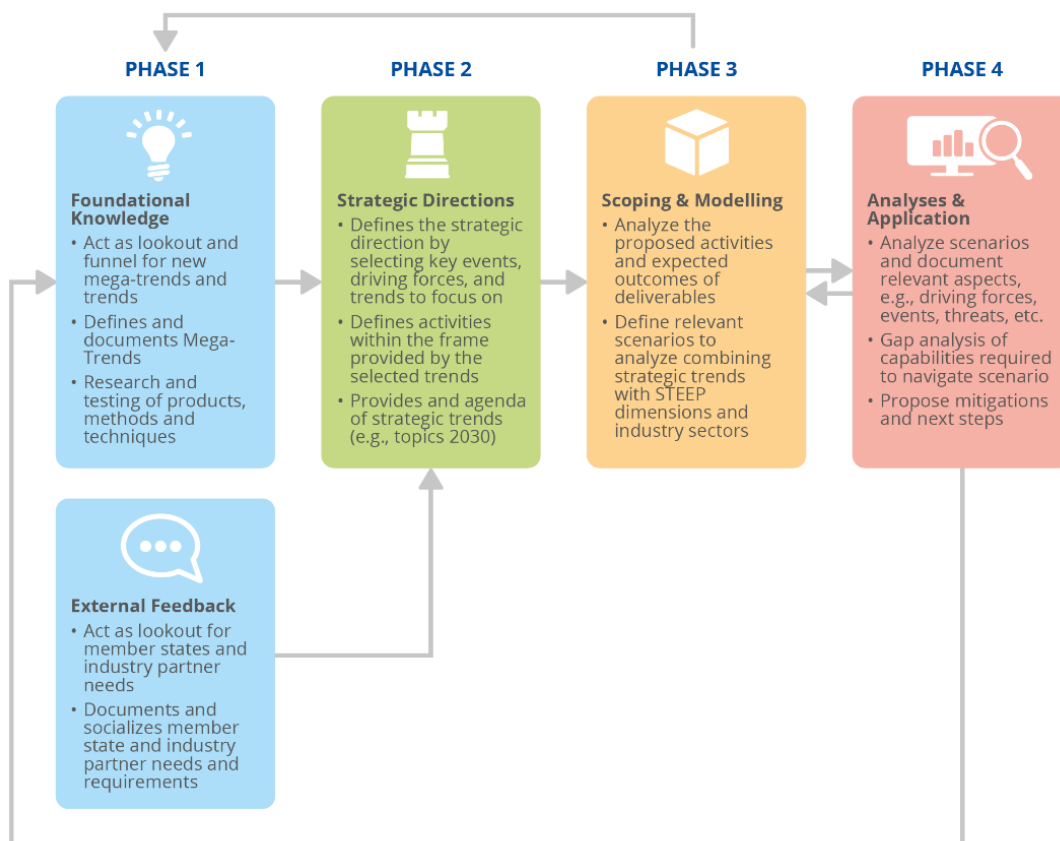 PHASE 1
PHASE 2
PHASE 3
PHASE 4
Foundational
Knowledge
• Act as lookout and
funnel for new
mega-trends and
trends
• Defines and
documents Mega-
Trends
• Research and
testing of products,
methods and
techniques
Strategic Directions
• Defines the strategic
direction by
selecting key events,
driving forces, and
trends to focus on
• Defines activities
within the frame
provided by the
selected trends
• Provides and agenda
of strategic trends
(e.g., topics 2030)
Scoping & Modelling
• Analyze the
proposed activities
and expected
outcomes of
deliverables
• Define relevant
scenarios to
analyze combining
strategic trends
with STEEP
dimensions and
industry sectors
Analyses &
Application
• Analyze scenarios
and document
relevant aspects,
e.g., driving forces,
events, threats, etc.
• Gap analysis of
capabilities required
to navigate scenario
• Propose mitigations
and next steps
External Feedback
• Act as lookout for
member states and
industry partner
needs
• Documents and
socializes member
state and industry
partner needs and
requirements